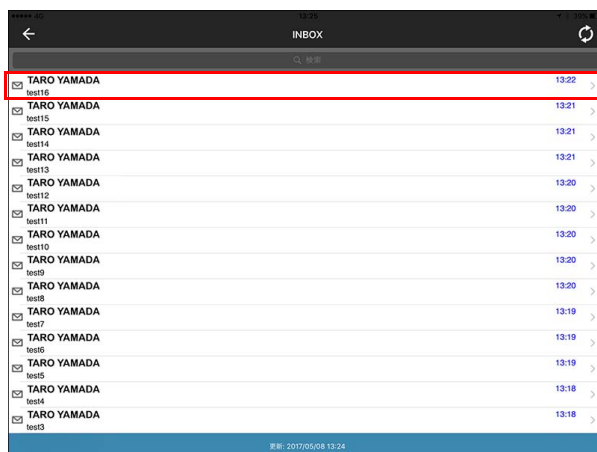 4G 13:25 39%
INBOX
検索
TARO YAMADA 13:22
test16
TARO YAMADA 13:21
test15
TARO YAMADA 13:21
test14
TARO YAMADA 13:21
test13
TARO YAMADA 13:20
test12
TARO YAMADA 13:20
test11
TARO YAMADA 13:20
test10
TARO YAMADA 13:20
test9
TARO YAMADA 13:20
test8
TARO YAMADA 13:19
test7
TARO YAMADA 13:19
test6
TARO YAMADA 13:19
test5
TARO YAMADA 13:18
test4
TARO YAMADA 13:18
test3
更新: 2017/05/08 13:24